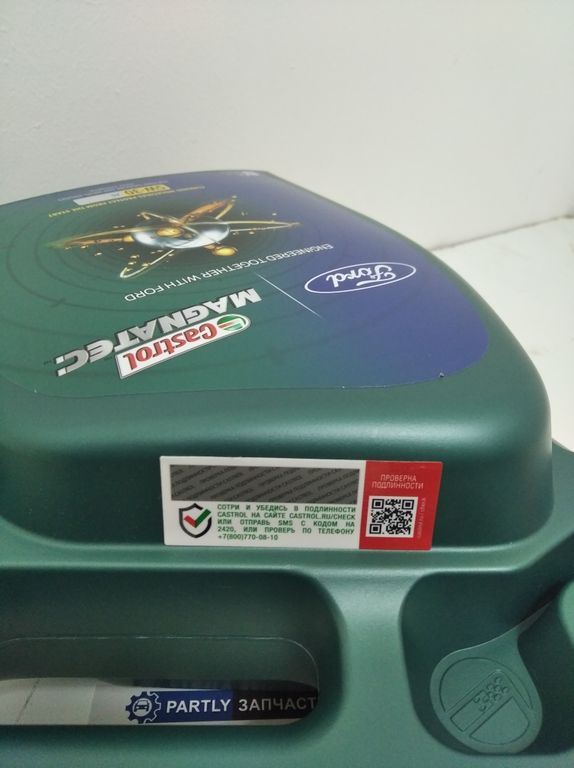 ENGINEERED TOGETHER WITH FORD
Ford
Castrol
MAGNATEC
ПРОВЕРКА
ПОДЛИННОСТИ
СОТРИ И УБЕДИСЬ В ПОДЛИННОСТИ
CASTROL НА САЙТЕ CASTROL.RU/CHECK
ИЛИ ОТПРАВЬ SMS С КОДОМ НА
2420, ИЛИ ПРОВЕРЬ ПО ТЕЛЕФОНУ
+7(800)770-08-10
PARTLY ЗАПЧАСТ